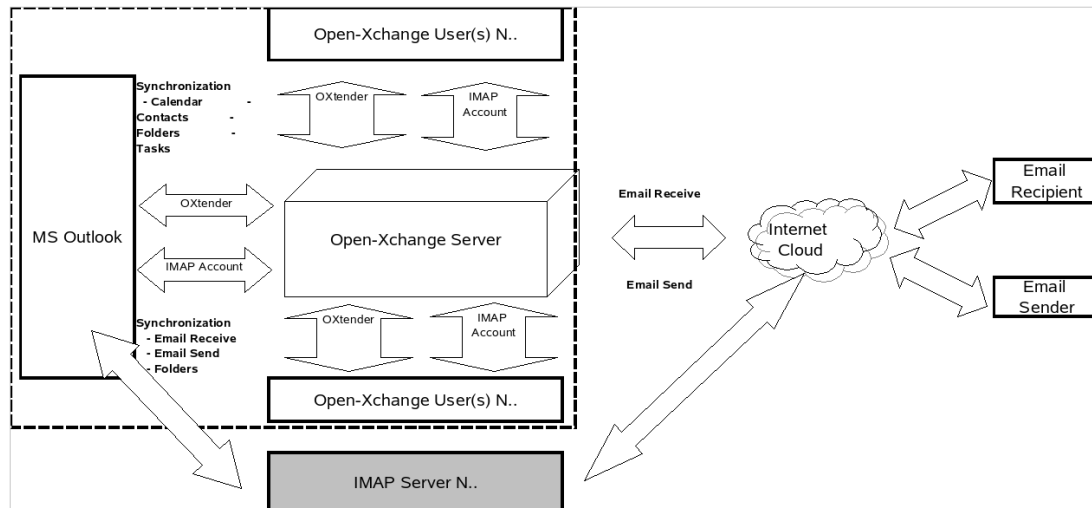 Open-Xchange User(s) N..
Synchronization
- Calendar -
Contacts -
Folders -
Tasks
OXtender
IMAP
Account
MS Outlook
OXtender
IMAP Account
Open-Xchange Server
Email Receive
Email Send
Internet
Cloud
Email
Recipient
Email
Sender
Synchronization
- Email Receive
- Email Send
- Folders
OXtender
IMAP
Account
Open-Xchange User(s) N..
IMAP Server N..